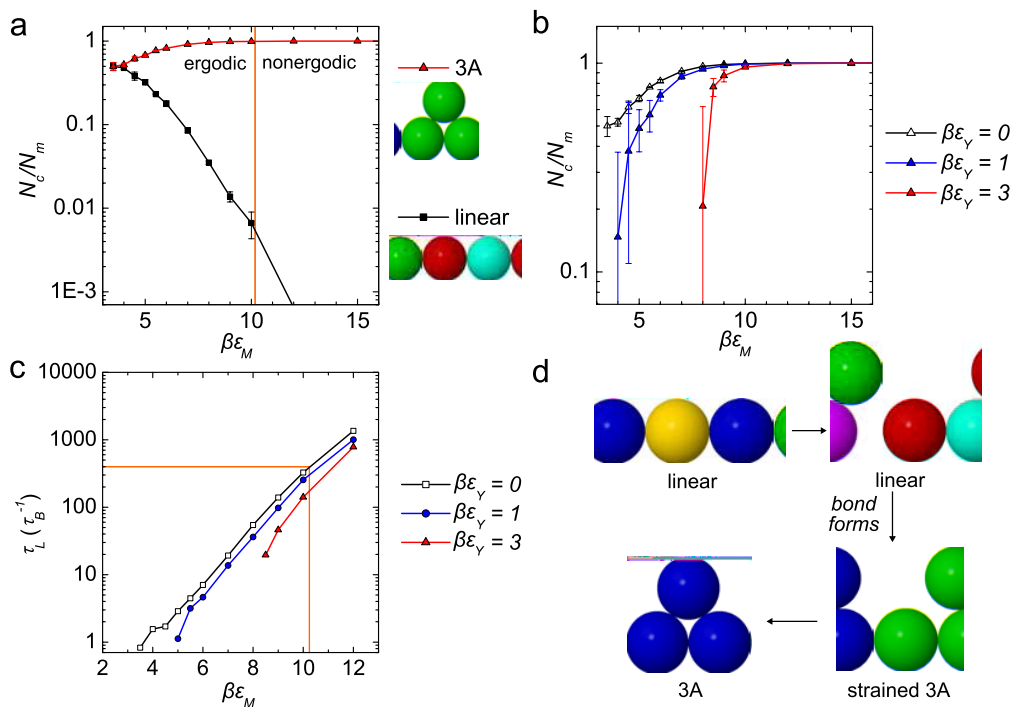 a
N_c/N_m
1
0.1
0.01
1E-3
5
10
15
βε_M
ergodic
nonergodic
3A
linear
b
N_c/N_m
1
0.1
5
10
15
βε_M
βε_Y = 0
βε_Y = 1
βε_Y = 3
c
τ_L (τ_B^-1)
10000
1000
100
10
1
2
4
6
8
10
12
βε_M
βε_Y = 0
βε_Y = 1
βε_Y = 3
d
linear
linear
bond
forms
3A
strained 3A